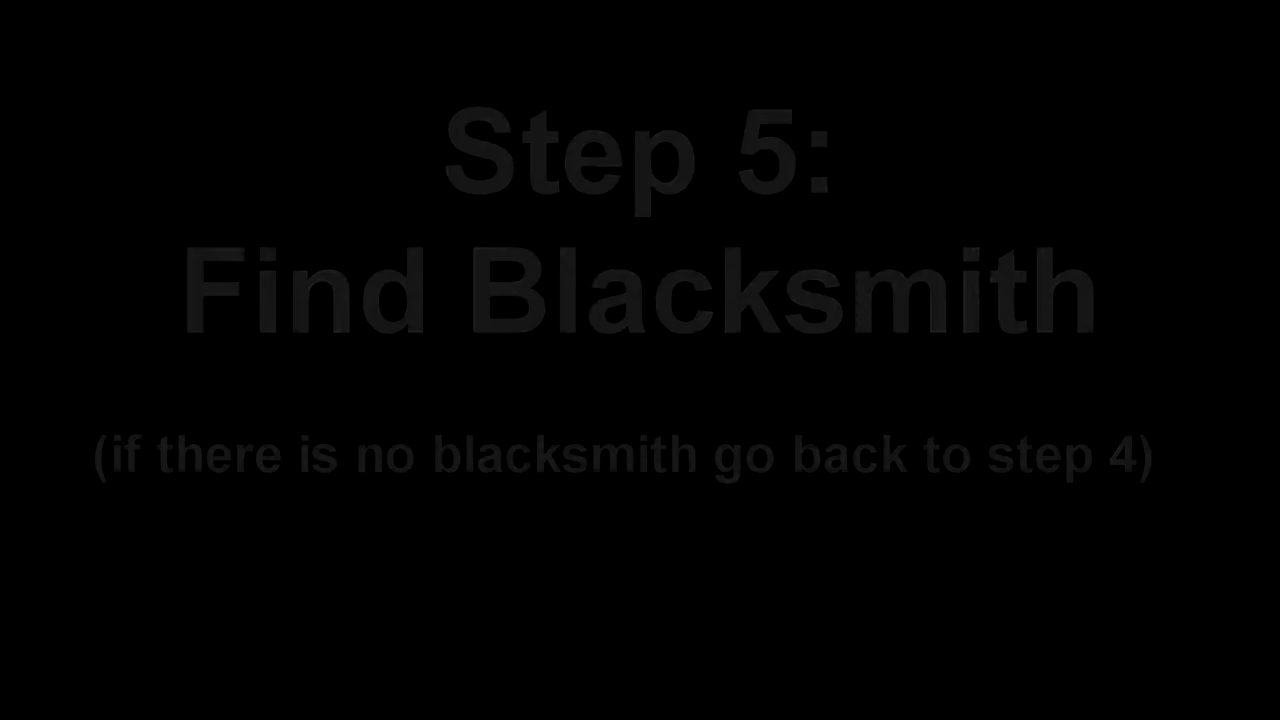 Step 5:
Find Blacksmith
(if there is no blacksmith go back to step 4)